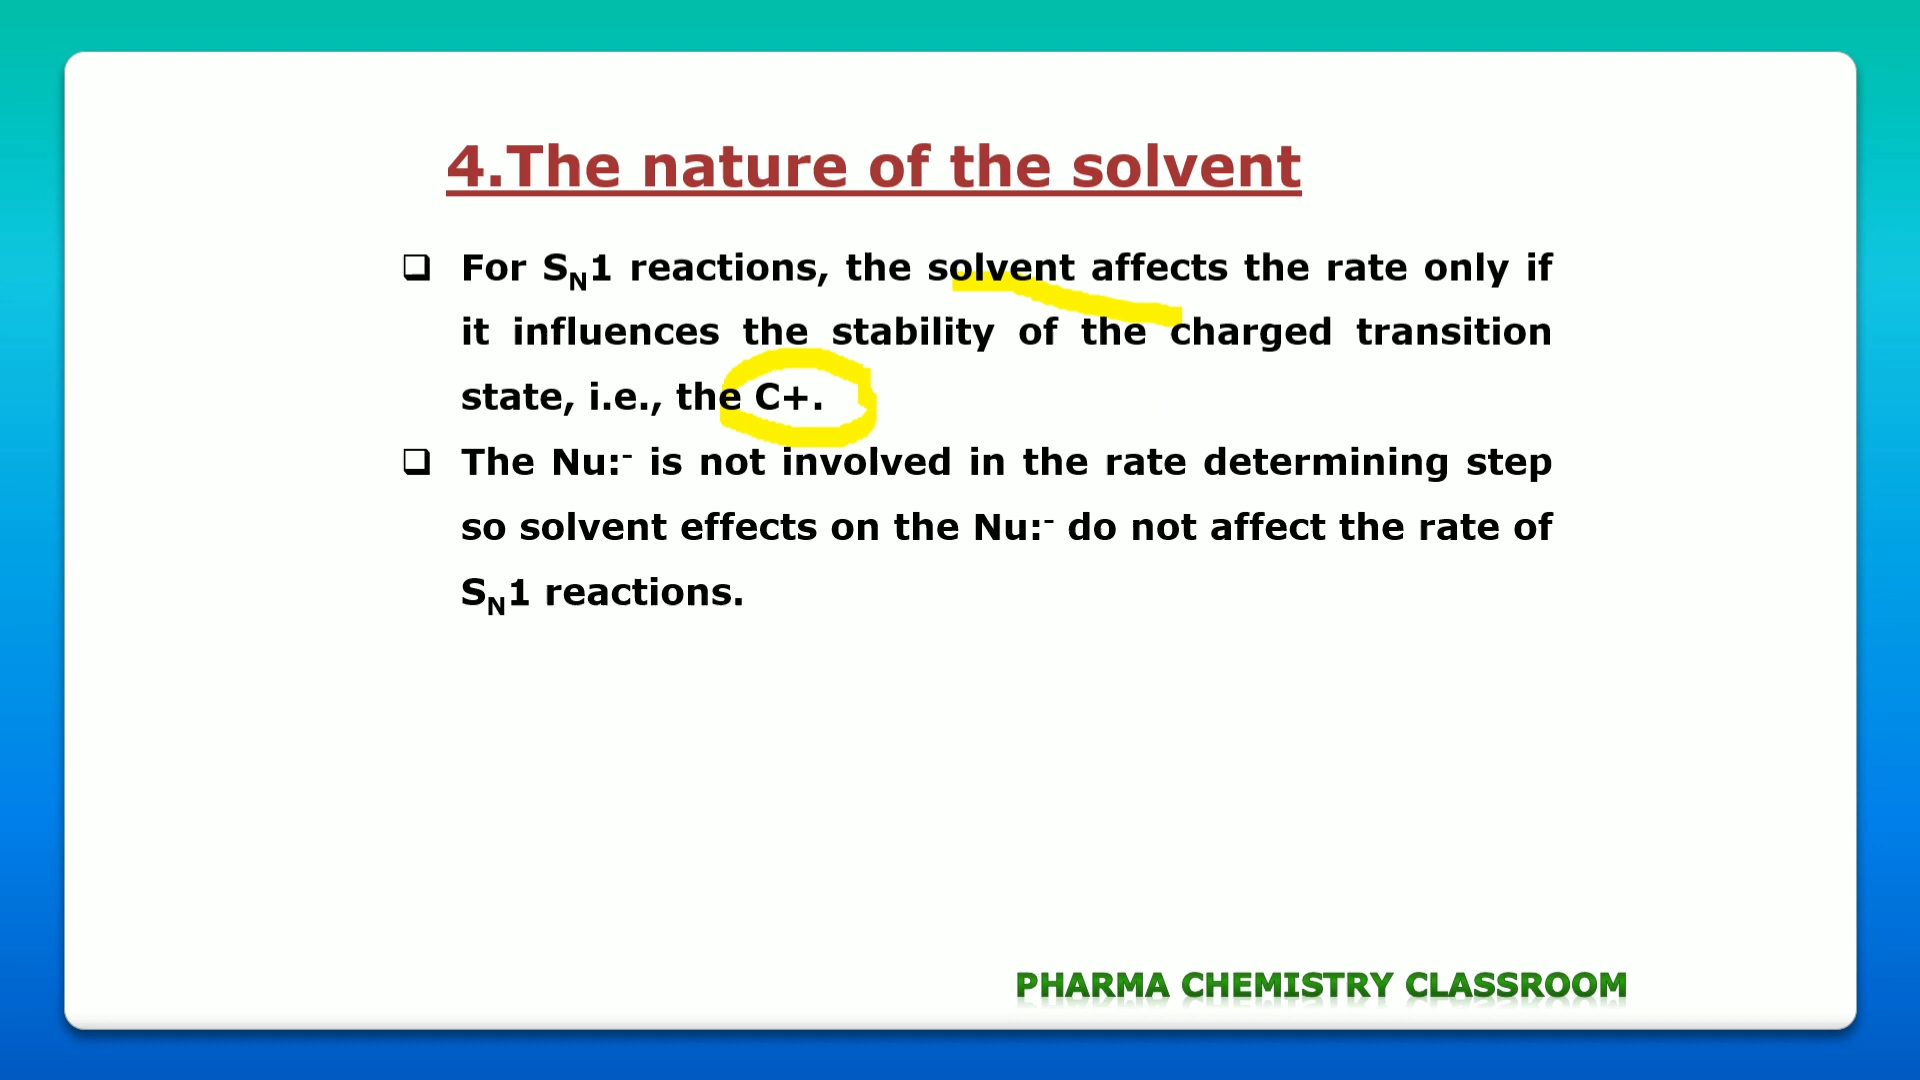 4.The nature of the solvent
❑ For SN1 reactions, the solvent affects the rate only if
it influences the stability of the charged transition
state, i.e., the C+.
❑ The Nu:- is not involved in the rate determining step
so solvent effects on the Nu:- do not affect the rate of
SN1 reactions.
PHARMA CHEMISTRY CLASSROOM